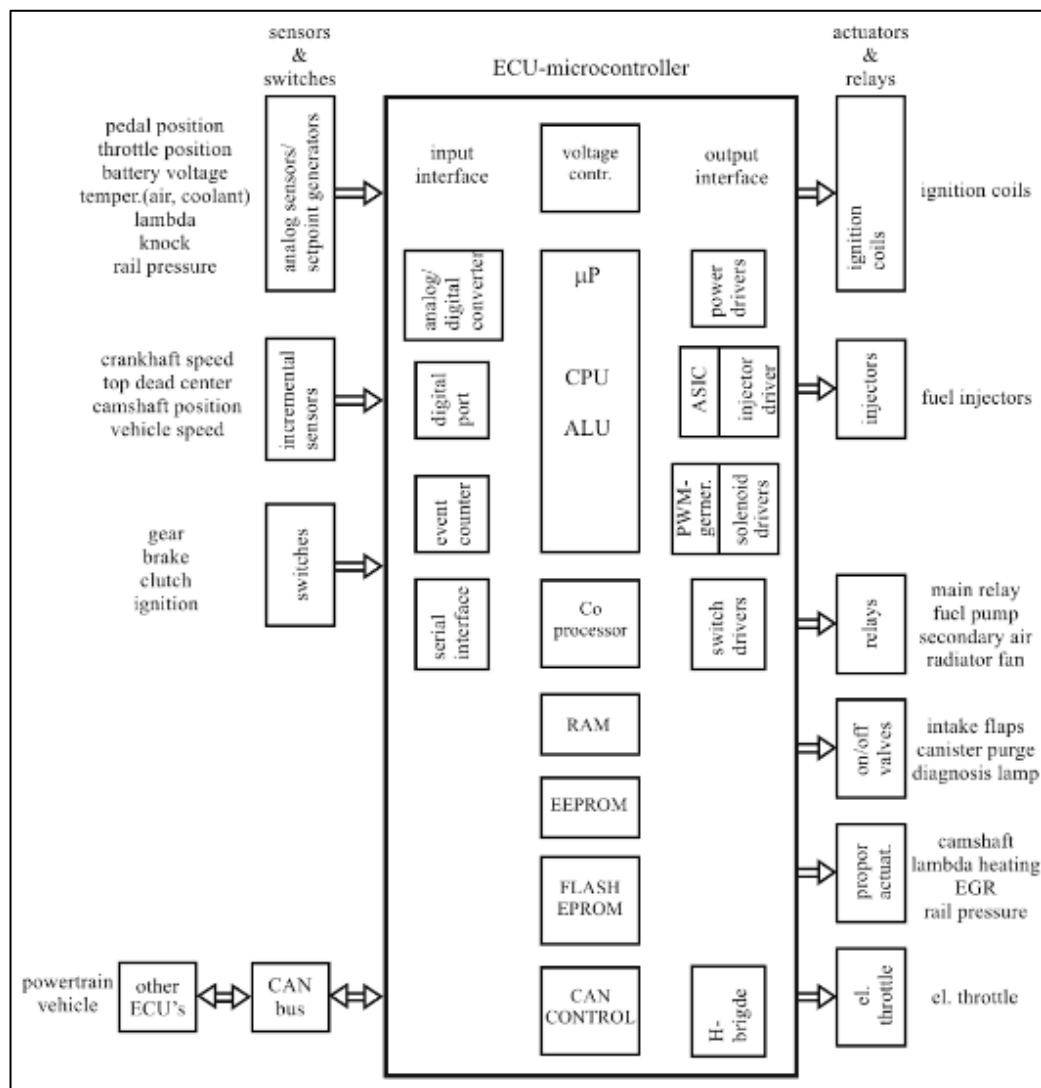 sensors
&
switches
actuators
&
relays
ECU-microcontroller
pedal position
throttle position
battery voltage
temper.(air, coolant)
lambda
knock
rail pressure
analog sensors/
setpoint generators
input
interface
voltage
contr.
output
interface
ignition
coils
ignition coils
analog/
digital
converter
µP
CPU
ALU
power
drivers
crankhaft speed
top dead center
camshaft position
vehicle speed
incremental
sensors
digital
port
ASIC
injector
driver
injectors
fuel injectors
event
counter
PWM-
gerner.
solenoid
drivers
gear
brake
clutch
ignition
switches
serial
interface
Co
processor
switch
drivers
relays
main relay
fuel pump
secondary air
radiator fan
RAM
on/off
valves
intake flaps
canister purge
diagnosis lamp
EEPROM
FLASH
EPROM
propor
actuat.
camshaft
lambda heating
EGR
rail pressure
powertrain
vehicle
other
ECU's
CAN
bus
CAN
CONTROL
H-
brigde
el.
throttle
el. throttle